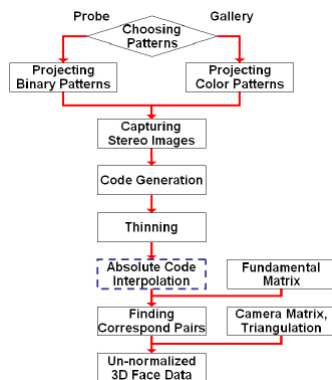 Probe
Gallery
Choosing
Patterns
Projecting
Binary Patterns
Projecting
Color Patterns
Capturing
Stereo Images
Code Generation
Thinning
Absolute Code
Interpolation
Fundamental
Matrix
Finding
Correspond Pairs
Camera Matrix,
Triangulation
Un-normalized
3D Face Data